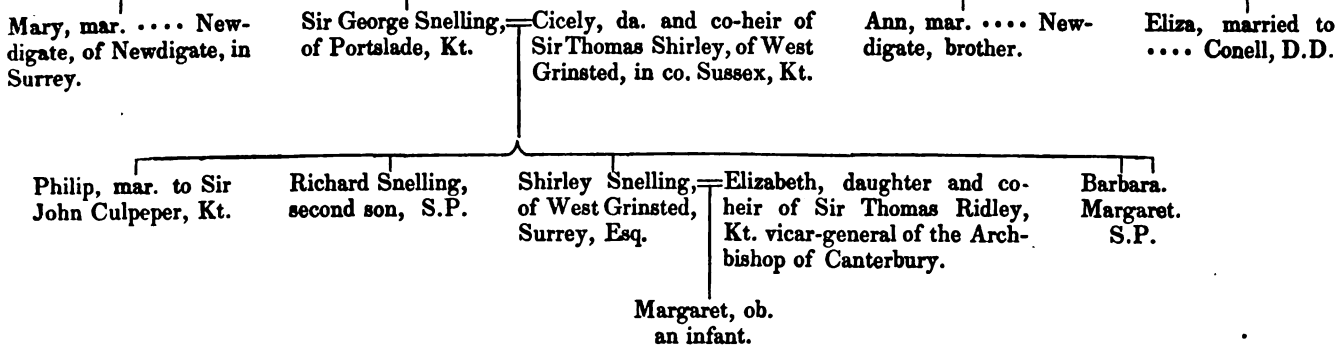 Mary, mar. .... New-
digate, of Newdigate, in
Surrey.
Sir George Snelling,
of Portslade, Kt.
Cicely, da. and co-heir of
Sir Thomas Shirley, of West
Grinsted, in co. Sussex, Kt.
Ann, mar. .... New-
digate, brother.
Eliza, married to
.... Conell, D.D.
Philip, mar. to Sir
John Culpeper, Kt.
Richard Snelling,
second son, S.P.
Shirley Snelling,
of West Grinsted,
Surrey, Esq.
Elizabeth, daughter and co-
heir of Sir Thomas Ridley,
Kt. vicar-general of the Arch-
bishop of Canterbury.
Barbara.
Margaret.
S.P.
Margaret, ob.
an infant.